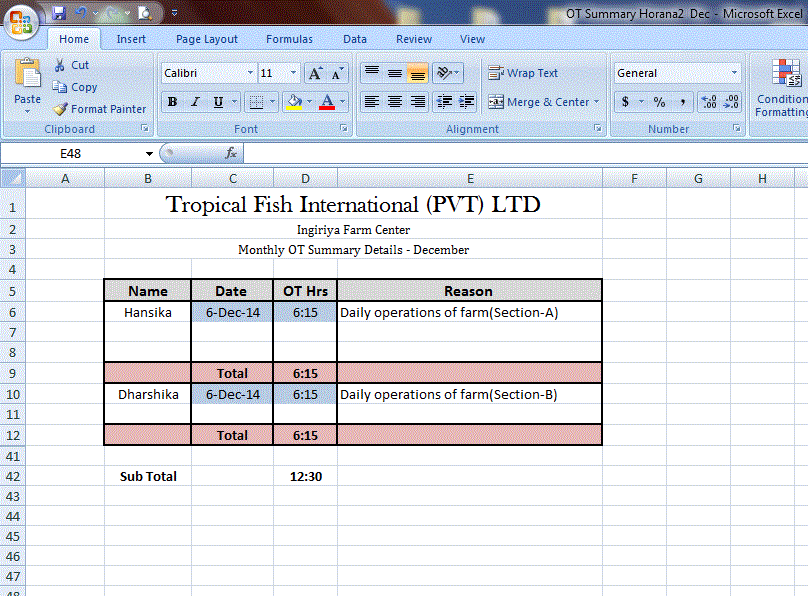 OT Summary Horana2 Dec - Microsoft Excel
Home Insert Page Layout Formulas Data Review View
Paste
Cut
Copy
Format Painter
Clipboard
Calibri 11 A A
B I U A
Font
Wrap Text
Merge & Center
Alignment
General
$ % , .00 .00
Number
Condition
Formatting
E48 fx
A B C D E F G H
1 Tropical Fish International (PVT) LTD
2 Ingiriya Farm Center
3 Monthly OT Summary Details - December
4
5 Name Date OT Hrs Reason
6 Hansika 6-Dec-14 6:15 Daily operations of farm(Section-A)
7
8
9 Total 6:15
10 Dharshika 6-Dec-14 6:15 Daily operations of farm(Section-B)
11
12 Total 6:15
41
42 Sub Total 12:30
43
44
45
46
47
48